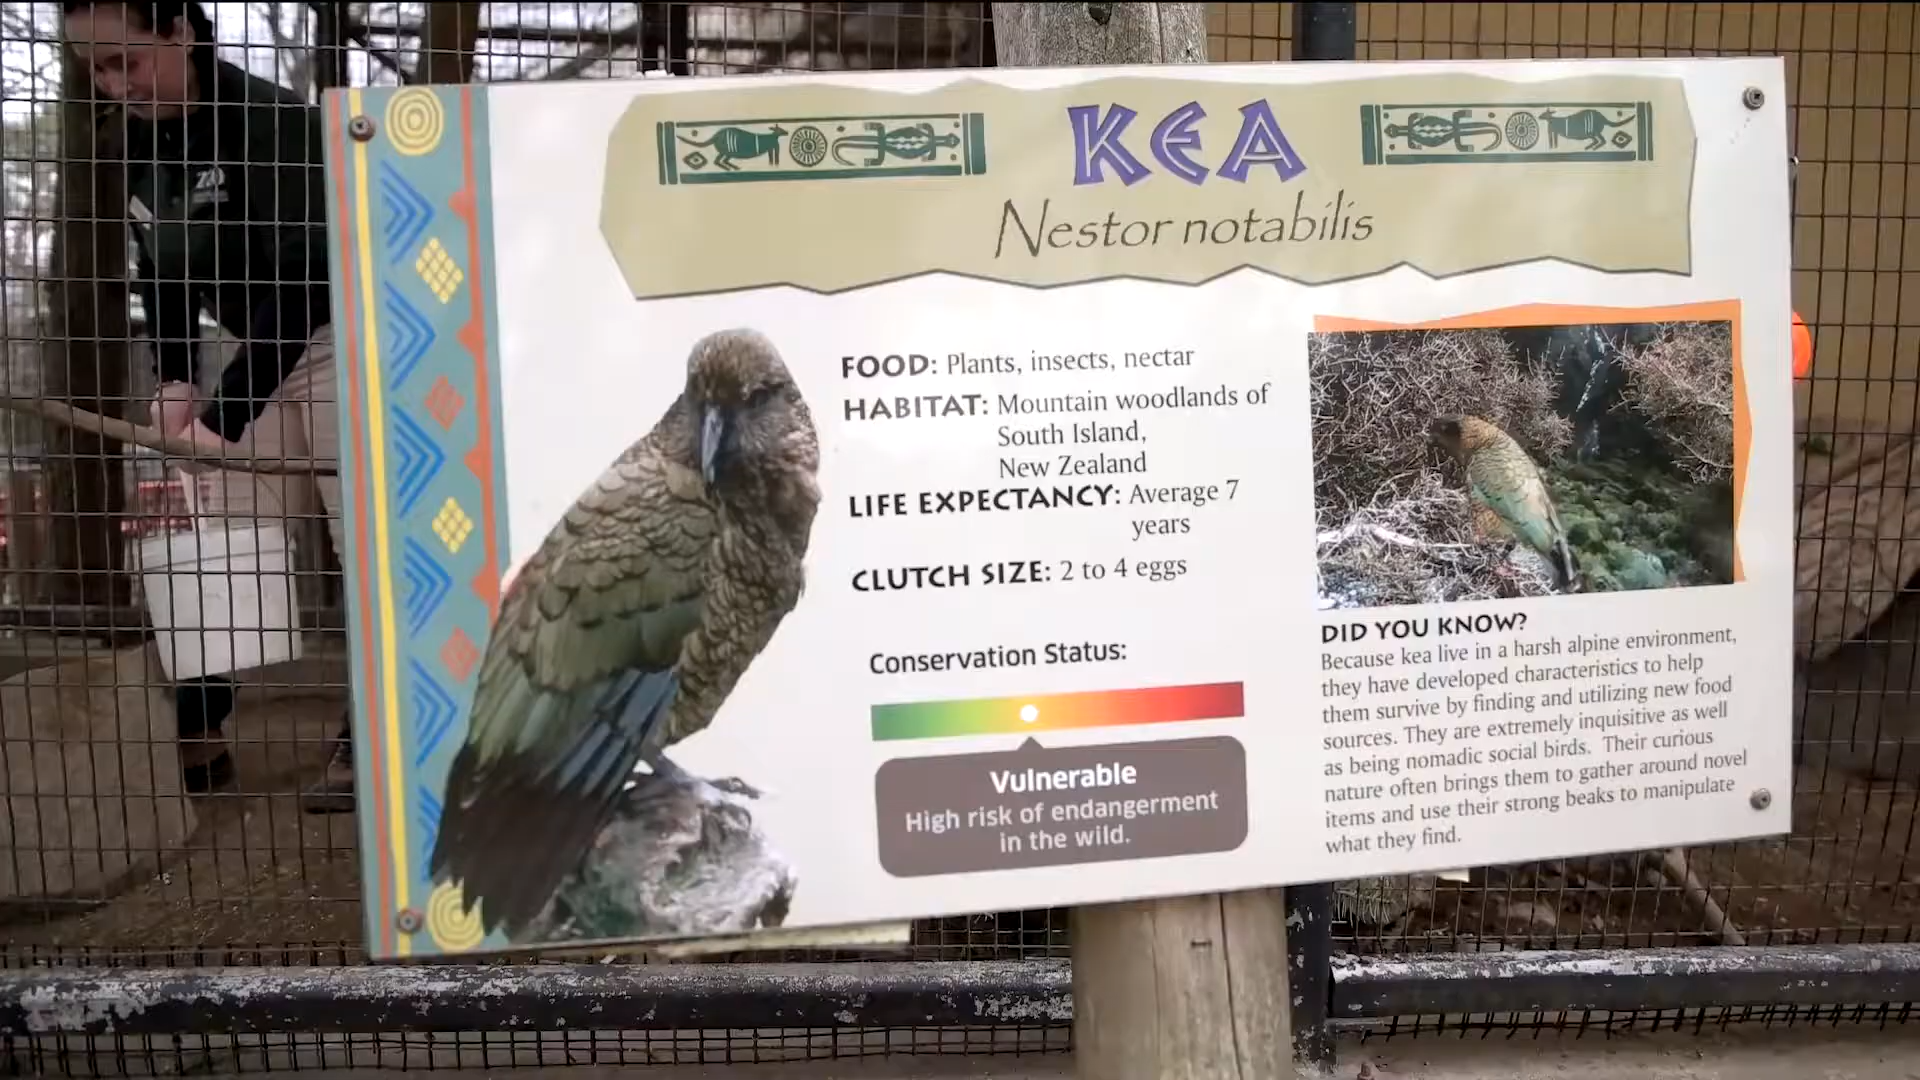 KEA
Nestor notabilis
FOOD: Plants, insects, nectar
HABITAT: Mountain woodlands of
South Island,
New Zealand
LIFE EXPECTANCY: Average 7
years
CLUTCH SIZE: 2 to 4 eggs
Conservation Status:
Vulnerable
High risk of endangerment
in the wild.
DID YOU KNOW?
Because kea live in a harsh alpine environment,
they have developed characteristics to help
them survive by finding and utilizing new food
sources. They are extremely inquisitive as well
as being nomadic social birds. Their curious
nature often brings them to gather around novel
items and use their strong beaks to manipulate
what they find.